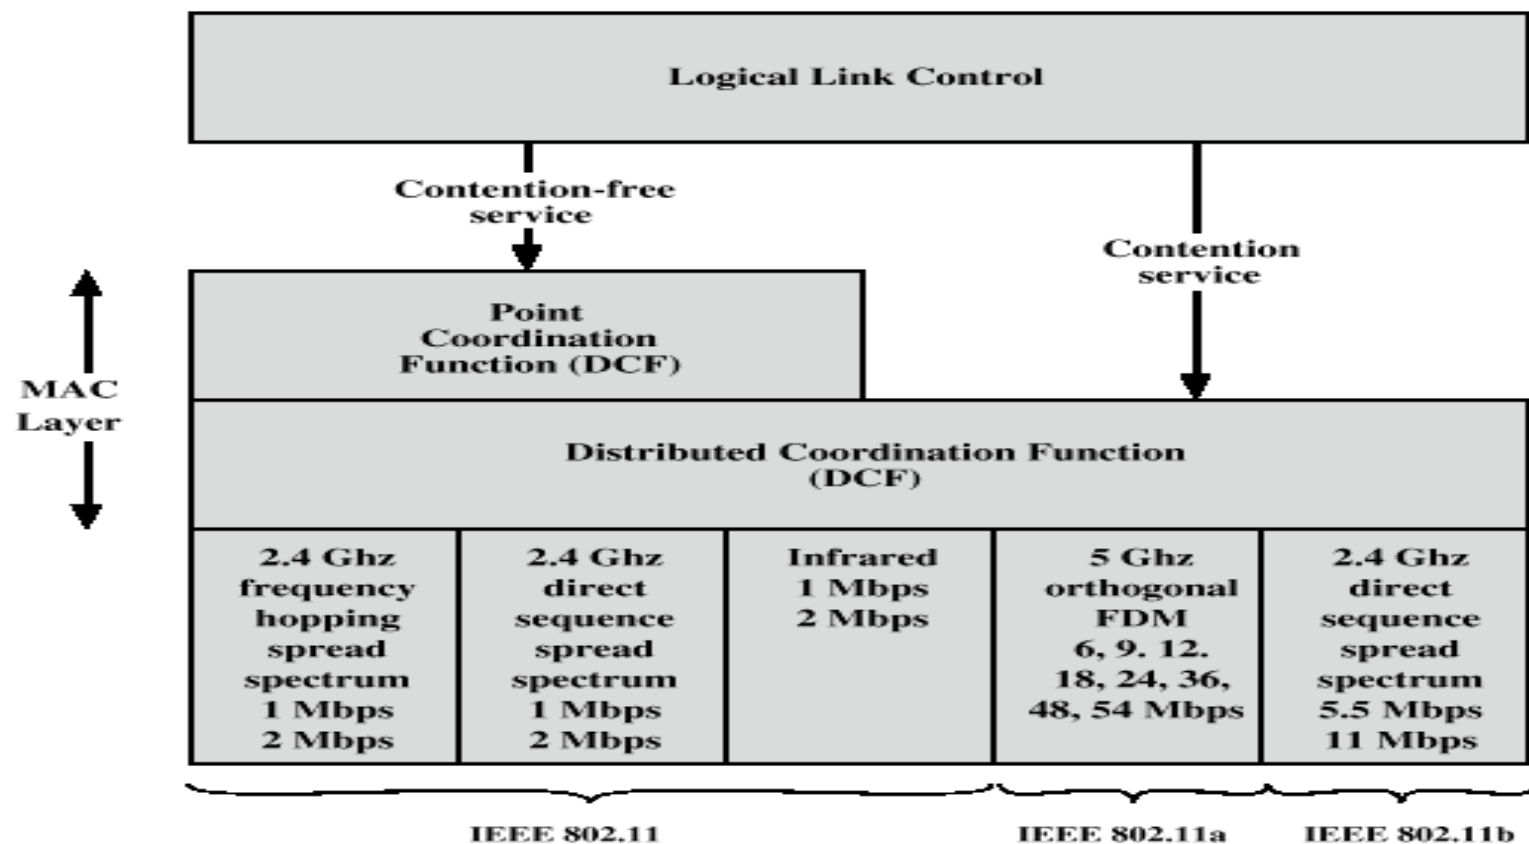 Logical Link Control
Contention-free
service
Contention
service
Point
Coordination
Function (DCF)
MAC
Layer
Distributed Coordination Function
(DCF)
2.4 Ghz
frequency
hopping
spread
spectrum
1 Mbps
2 Mbps
2.4 Ghz
direct
sequence
spread
spectrum
1 Mbps
2 Mbps
Infrared
1 Mbps
2 Mbps
5 Ghz
orthogonal
FDM
6, 9. 12.
18, 24, 36,
48, 54 Mbps
2.4 Ghz
direct
sequence
spread
spectrum
5.5 Mbps
11 Mbps
IEEE 802.11
IEEE 802.11a
IEEE 802.11b